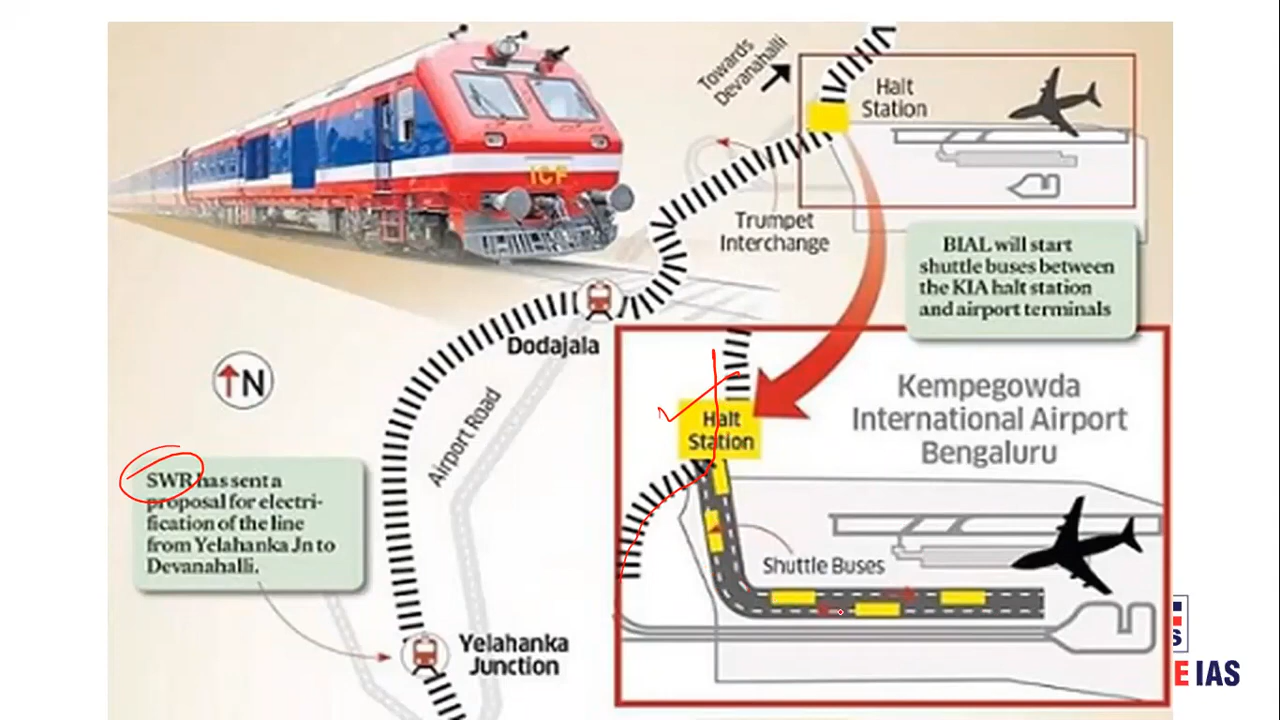 Towards
Devanahalli
Halt
Station
ICF
Trumpet
Interchange
BIAL will start
shuttle buses between
the KIA halt station
and airport terminals
Dodajala
N
Airport Road
Kempegowda
International Airport
Bengaluru
Halt
Station
SWR has sent a
proposal for electri-
fication of the line
from Yelahanka Jn to
Devanahalli.
Shuttle Buses
Yelahanka
Junction
S
E IAS